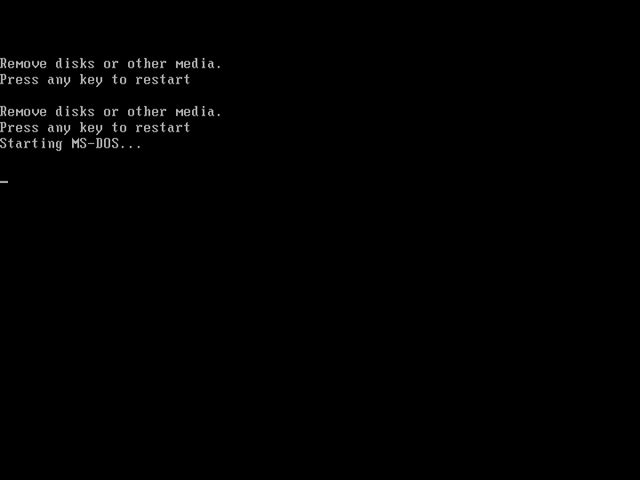 Remove disks or other media.
Press any key to restart
Remove disks or other media.
Press any key to restart
Starting MS-DOS...